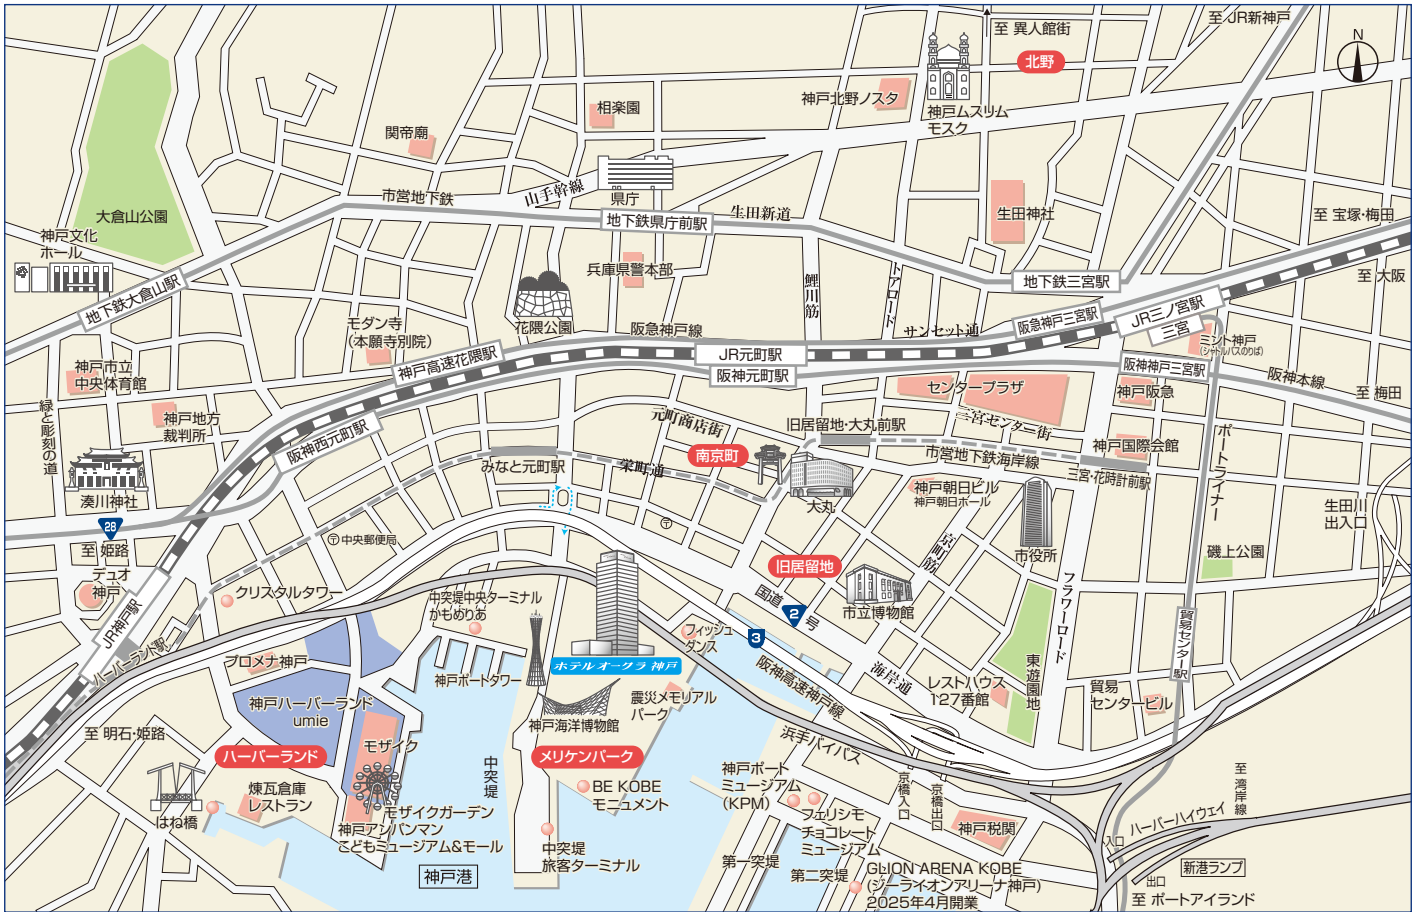 至 JR新神戸
至 異人館街
N
北野
神戸北野ノスタ
神戸ムスリム
モスク
相楽園
関帝廟
県庁
山手幹線
市営地下鉄
地下鉄県庁前駅
生田新道
生田神社
至 宝塚・梅田
大倉山公園
神戸文化
ホール
地下鉄大倉山駅
兵庫県警本部
鯉川筋
トアロード
地下鉄三宮駅
至 大阪
花隈公園
モダン寺
(本願寺別院)
阪急神戸線
サンセット通
阪急神戸三宮駅
JR三ノ宮駅
三宮
ミント神戸
(シャトルバスのりば)
神戸高速花隈駅
JR元町駅
阪神元町駅
阪神神戸三宮駅
阪神本線
至 梅田
神戸市立
中央体育館
緑と彫刻の道
神戸地方
裁判所
阪神西元町駅
センタープラザ
神戸阪急
三宮センター街
元町商店街
旧居留地・大丸前駅
神戸国際会館
市営地下鉄海岸線
三宮・花時計前駅
ポートライナー
南京町
みなと元町駅
栄町通
大丸
神戸朝日ビル
神戸朝日ホール
湊川神社
28
至 姫路
〒中央郵便局
〒
京町筋
市役所
生田川
出入口
磯上公園
デュオ
神戸
クリスタルタワー
旧居留地
国道
2
号
市立博物館
フラワーロード
JR神戸駅
ハーバーランド駅
中突堤中央ターミナル
かもめりあ
フィッシュ
ダンス
3
阪神高速神戸線
海岸通
貿易センター駅
ホテルオークラ 神戸
プロメナ神戸
神戸ポートタワー
神戸ハーバーランド
umie
神戸海洋博物館
震災メモリアル
パーク
レストハウス
127番館
東遊園地
貿易
センタービル
至 明石・姫路
ハーバーランド
モザイク
メリケンパーク
浜手バイパス
中突堤
BE KOBE
モニュメント
神戸ポート
ミュージアム
(KPM)
京橋入口
京橋出口
至 湾岸線
煉瓦倉庫
レストラン
はね橋
モザイクガーデン
神戸アンパンマン
こどもミュージアム&モール
フェリシモ
チョコレート
ミュージアム
神戸税関
入口
ハーバーハイウェイ
中突堤
旅客ターミナル
神戸港
第一突堤
第二突堤
GLION ARENA KOBE
(ジーライオンアリーナ神戸)
2025年4月開業
新港ランプ
出口
至 ポートアイランド